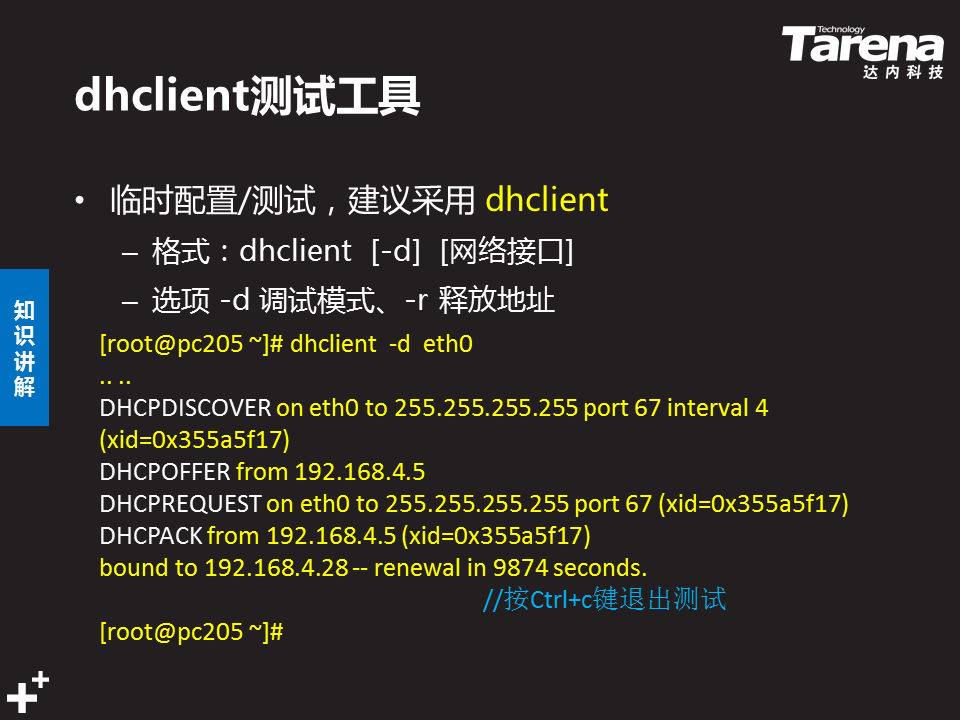 Technology
Tarena
达内科技
dhclient测试工具
• 临时配置/测试，建议采用 dhclient
– 格式：dhclient [-d] [网络接口]
– 选项 -d 调试模式、-r 释放地址
知识讲解
[root@pc205 ~]# dhclient -d eth0
.. ..
DHCPDISCOVER on eth0 to 255.255.255.255 port 67 interval 4
(xid=0x355a5f17)
DHCPOFFER from 192.168.4.5
DHCPREQUEST on eth0 to 255.255.255.255 port 67 (xid=0x355a5f17)
DHCPACK from 192.168.4.5 (xid=0x355a5f17)
bound to 192.168.4.28 -- renewal in 9874 seconds.
//按Ctrl+c键退出测试
[root@pc205 ~]#